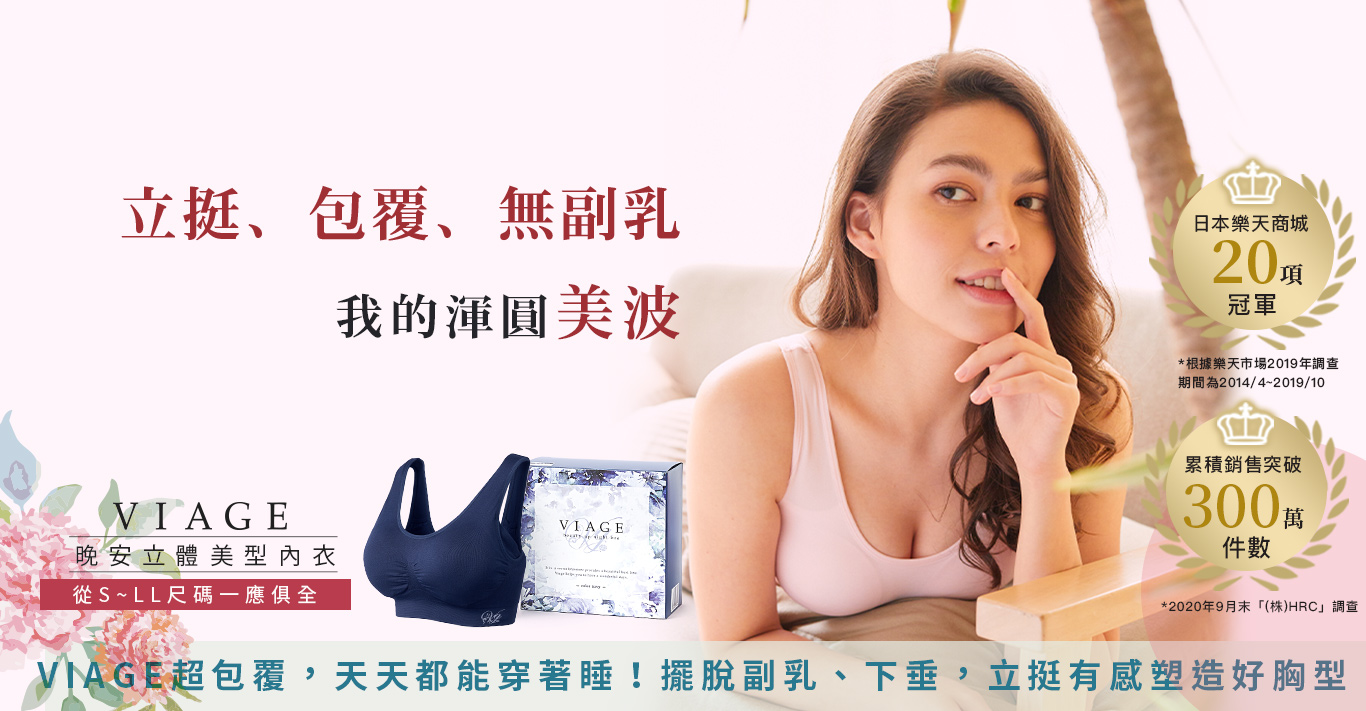 立挺、包覆、無副乳
我的渾圓美波
VIAGE
晚安立體美型內衣
從S~LL尺碼一應俱全
VIAGE
beauty up night bra
日本樂天商城
20項
冠軍
*根據樂天市場2019年調查
期間為2014/4~2019/10
累積銷售突破
300萬
件數
*2020年9月末「(株)HRC」調查
VIAGE超包覆，天天都能穿著睡！擺脫副乳、下垂，立挺有感塑造好胸型